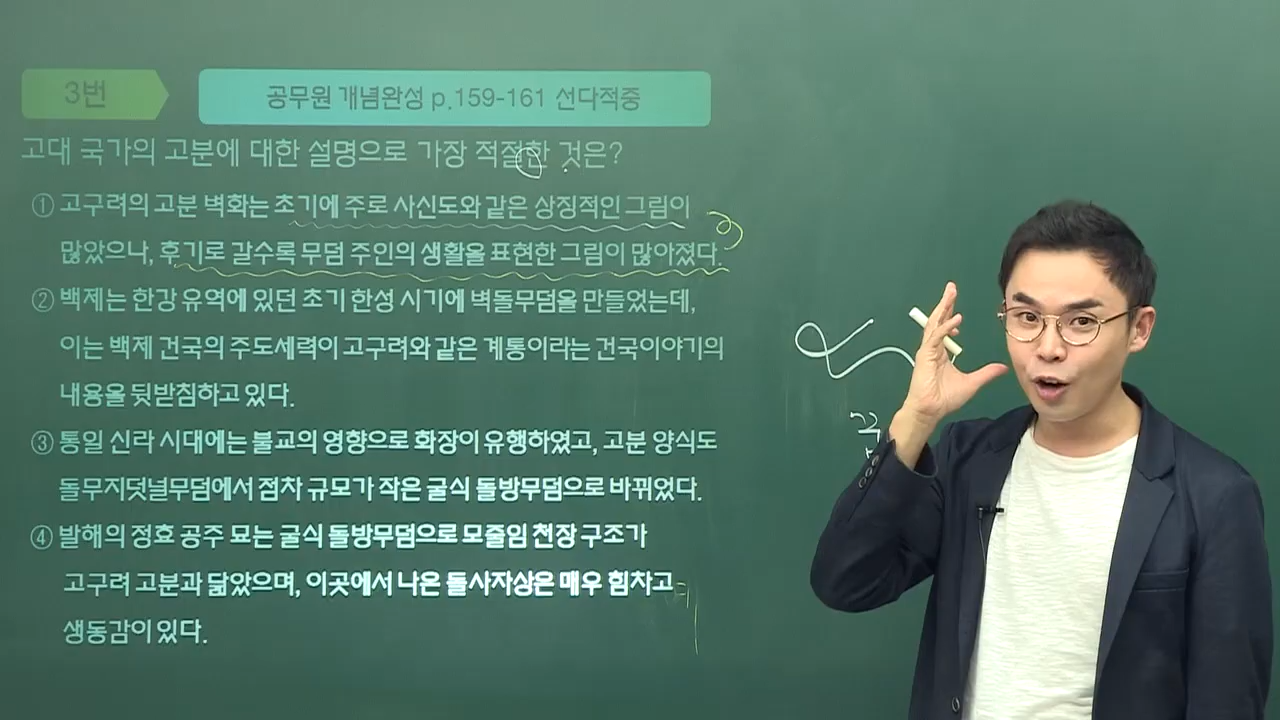 3번
공무원 개념완성 p.159-161 선다적중
고대 국가의 고분에 대한 설명으로 가장 적절한 것은?
① 고구려의 고분 벽화는 초기에 주로 사신도와 같은 상징적인 그림이
많았으나, 후기로 갈수록 무덤 주인의 생활을 표현한 그림이 많아졌다.
② 백제는 한강 유역에 있던 초기 한성 시기에 벽돌무덤을 만들었는데,
이는 백제 건국의 주도세력이 고구려와 같은 계통이라는 건국이야기의
내용을 뒷받침하고 있다.
③ 통일 신라 시대에는 불교의 영향으로 화장이 유행하였고, 고분 양식도
돌무지덧널무덤에서 점차 규모가 작은 굴식 돌방무덤으로 바뀌었다.
④ 발해의 정효 공주 묘는 굴식 돌방무덤으로 모줄임 천장 구조가
고구려 고분과 닮았으며, 이곳에서 나온 돌사자상은 매우 힘차고
생동감이 있다.